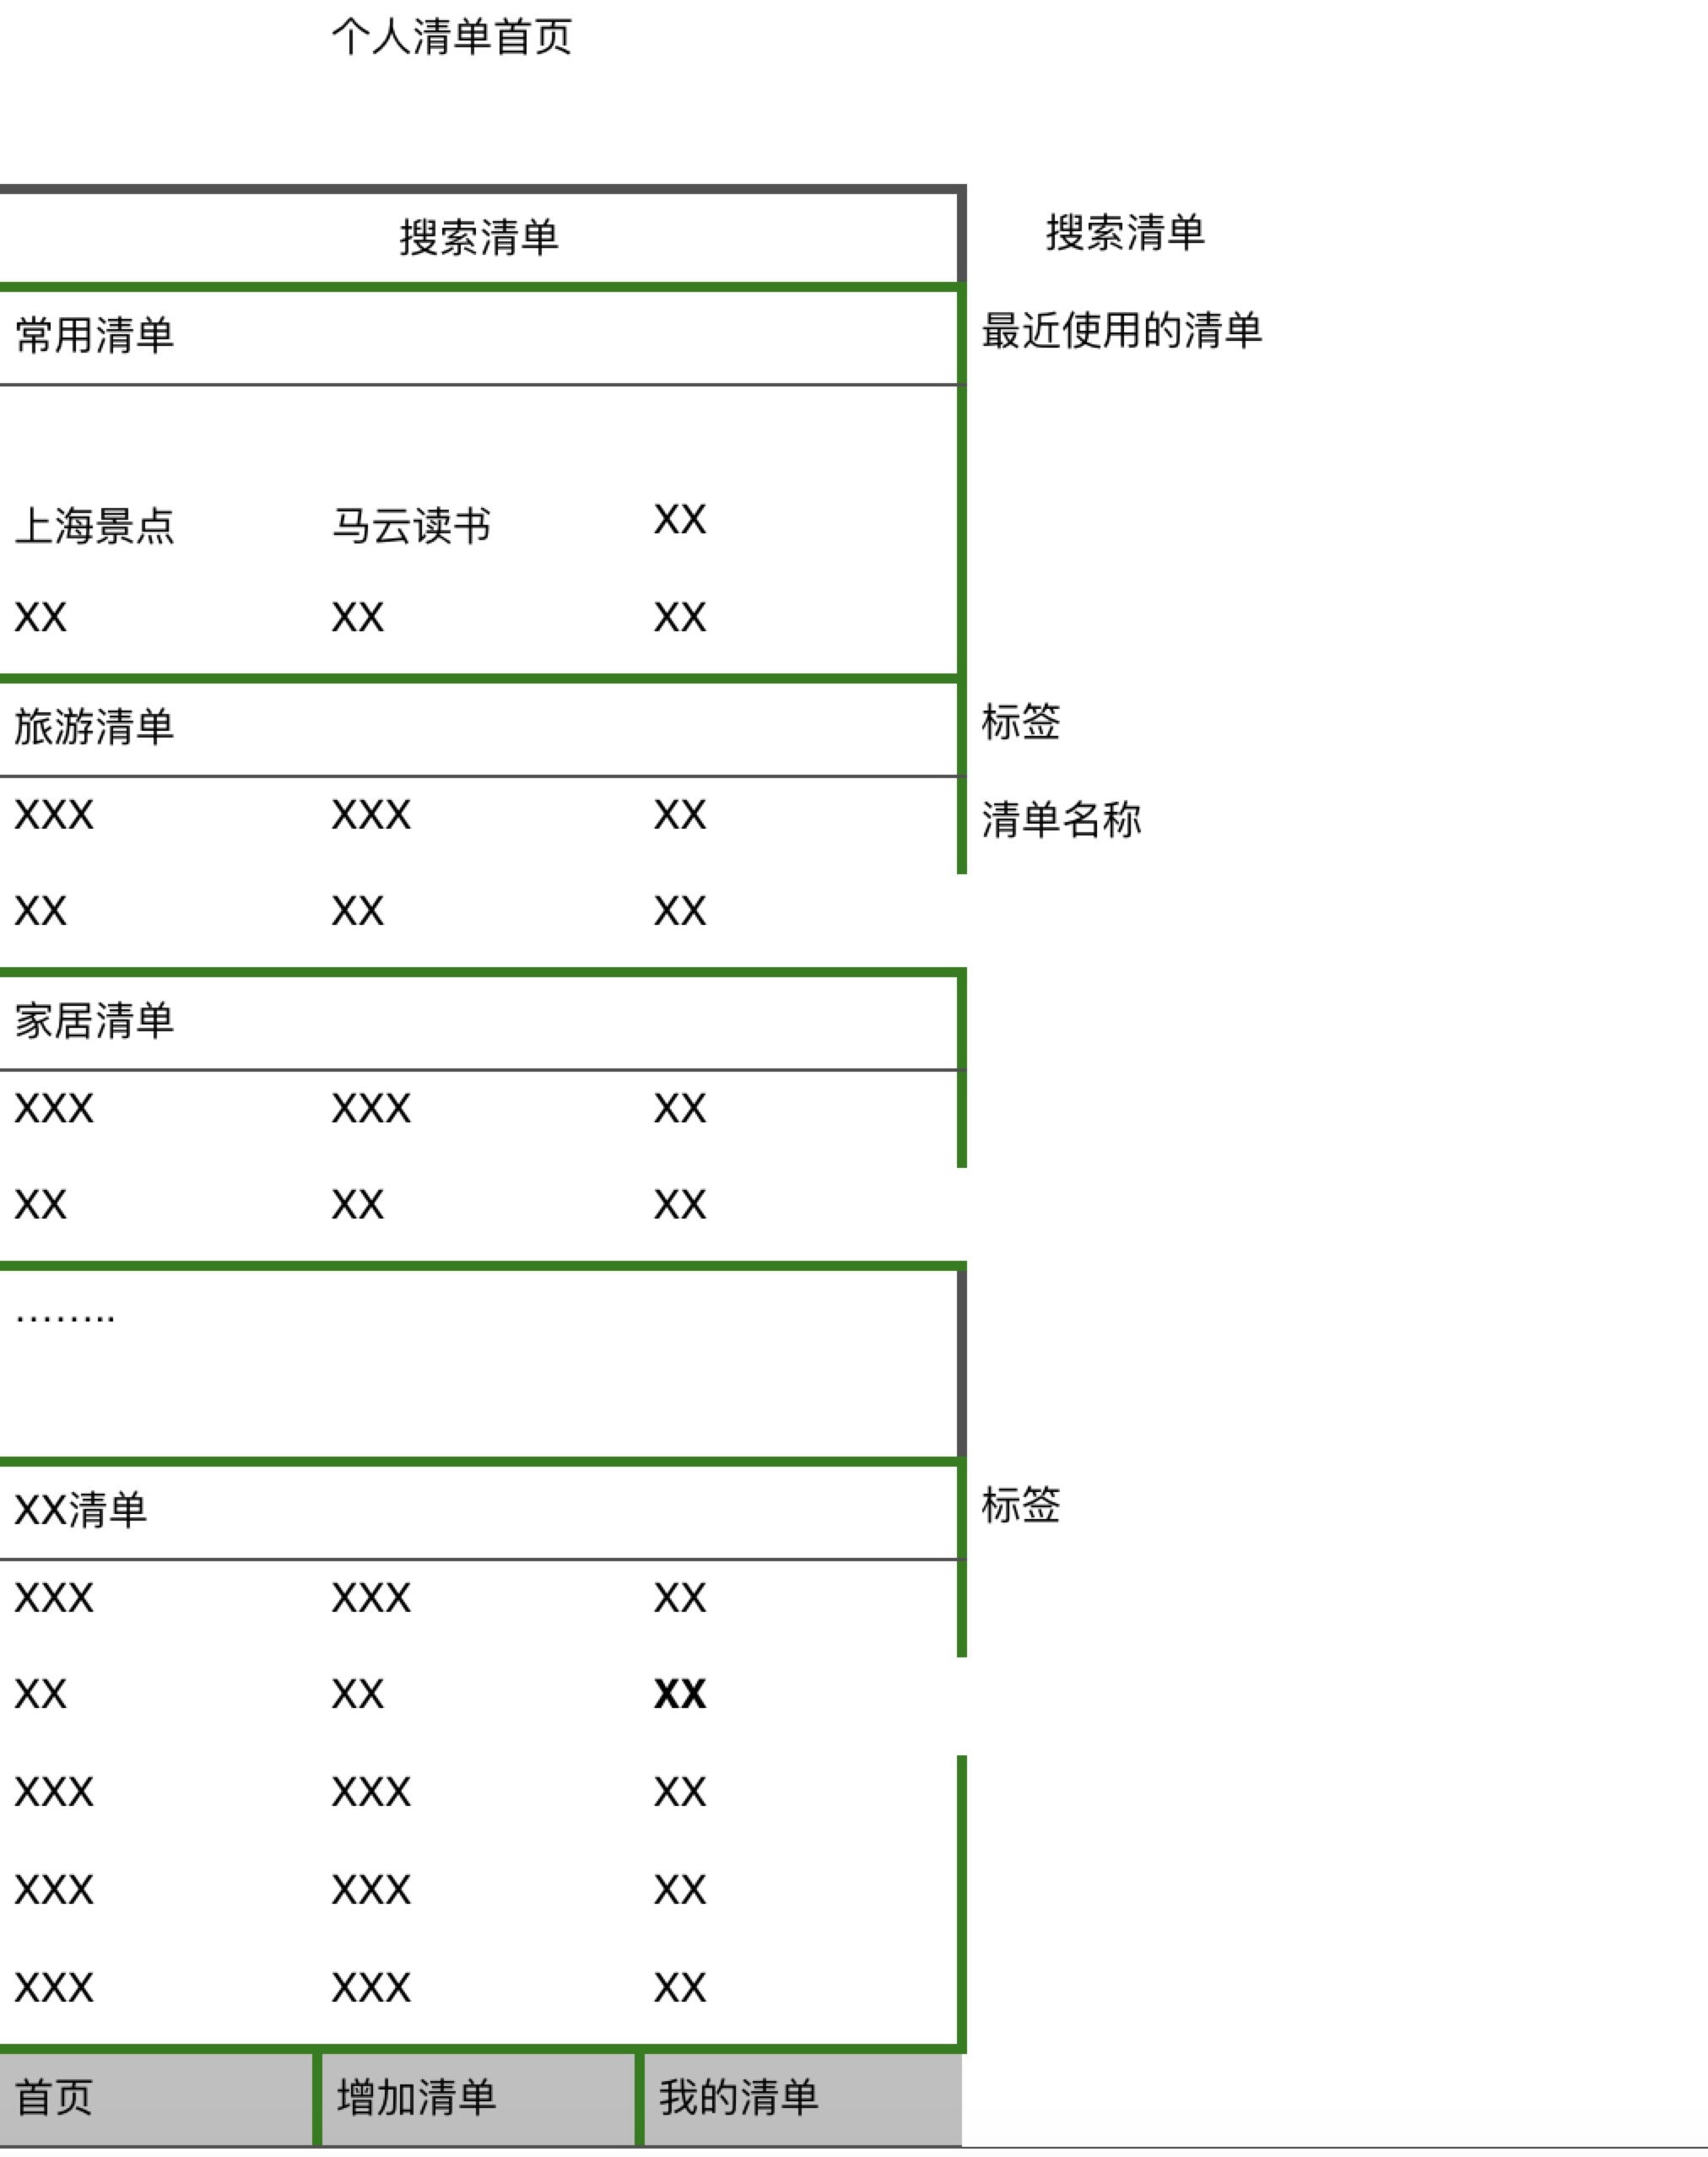 个人清单首页
搜索清单 搜索清单
常用清单 最近使用的清单
上海景点 马云读书 XX
XX XX XX
旅游清单 标签
XXX XXX XX 清单名称
XX XX XX
家居清单
XXX XXX XX
XX XX XX
……..
XX清单 标签
XXX XXX XX
XX XX XX
XXX XXX XX
XXX XXX XX
XXX XXX XX
首页 增加清单 我的清单